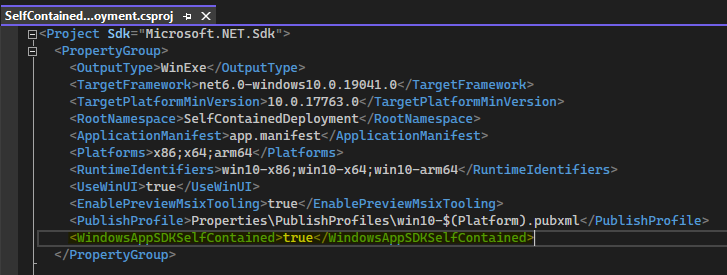 SelfContained...oyment.csproj
<Project Sdk="Microsoft.NET.Sdk">
<PropertyGroup>
<OutputType>WinExe</OutputType>
<TargetFramework>net6.0-windows10.0.19041.0</TargetFramework>
<TargetPlatformMinVersion>10.0.17763.0</TargetPlatformMinVersion>
<RootNamespace>SelfContainedDeployment</RootNamespace>
<ApplicationManifest>app.manifest</ApplicationManifest>
<Platforms>x86;x64;arm64</Platforms>
<RuntimeIdentifiers>win10-x86;win10-x64;win10-arm64</RuntimeIdentifiers>
<UseWinUI>true</UseWinUI>
<EnablePreviewMsixTooling>true</EnablePreviewMsixTooling>
<PublishProfile>Properties\PublishProfiles\win10-$(Platform).pubxml</PublishProfile>
<WindowsAppSDKSelfContained>true</WindowsAppSDKSelfContained>
</PropertyGroup>